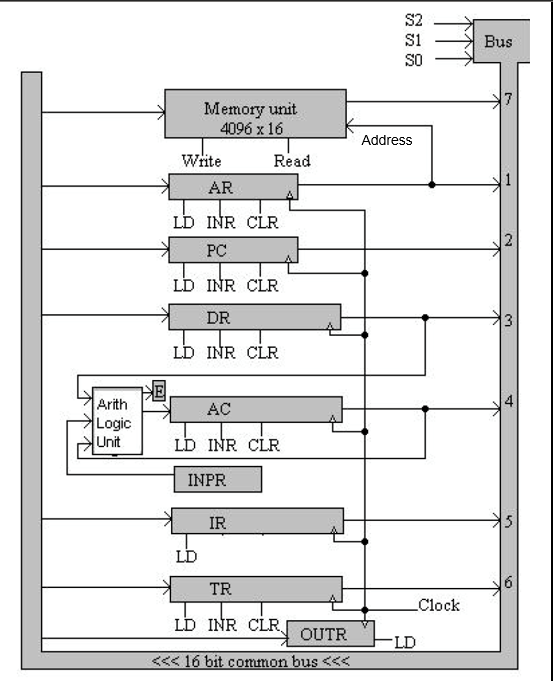 S2
S1
S0
Bus
7
Memory unit
4096 x 16
Address
Write Read
1
AR
LD INR CLR
2
PC
LD INR CLR
3
DR
LD INR CLR
E
4
Arith
Logic
Unit
AC
LD INR CLR
INPR
5
IR
LD
6
TR
Clock
LD INR CLR
OUTR
LD
<<< 16 bit common bus <<<